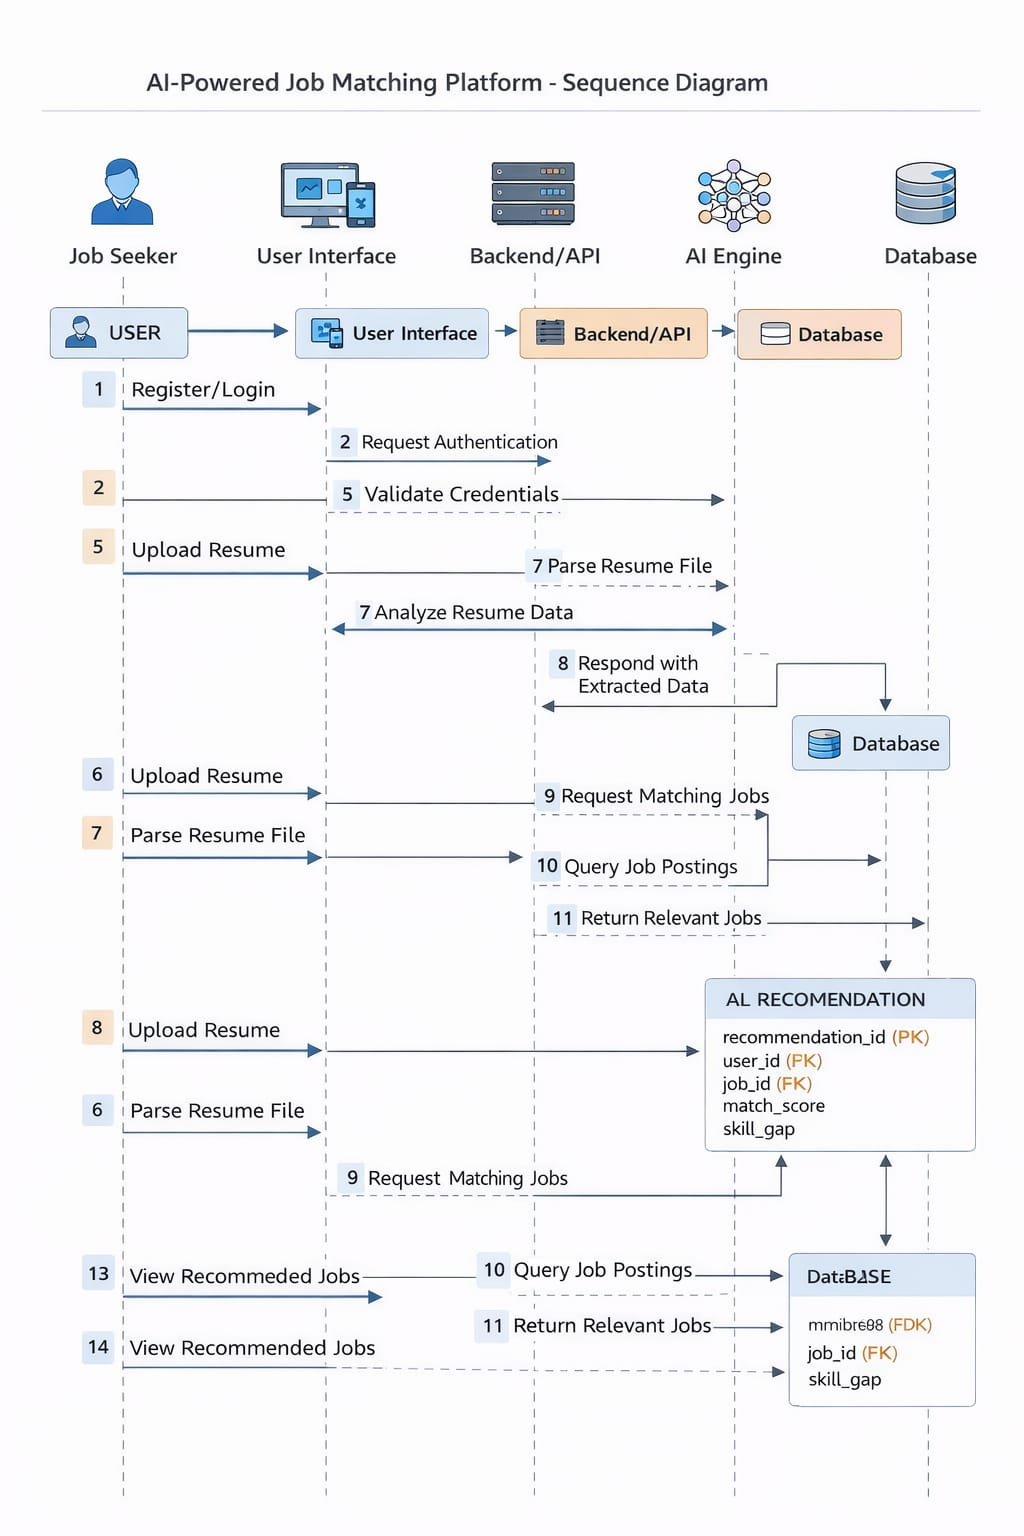 AI-Powered Job Matching Platform - Sequence Diagram
Job Seeker
User Interface
Backend/API
AI Engine
Database
USER
User Interface
Backend/API
Database
1 Register/Login
2 Request Authentication
2
5 Validate Credentials
5 Upload Resume
7 Parse Resume File
7 Analyze Resume Data
8 Respond with
Extracted Data
Database
6 Upload Resume
9 Request Matching Jobs
7 Parse Resume File
10 Query Job Postings
11 Return Relevant Jobs
AL RECOMENDATION
recommendation_id (PK)
user_id (PK)
job_id (FK)
match_score
skill_gap
8 Upload Resume
6 Parse Resume File
9 Request Matching Jobs
13 View Recommeded Jobs
10 Query Job Postings
11 Return Relevant Jobs
14 View Recommended Jobs
(FDK)
job_id (FK)
skill_gap